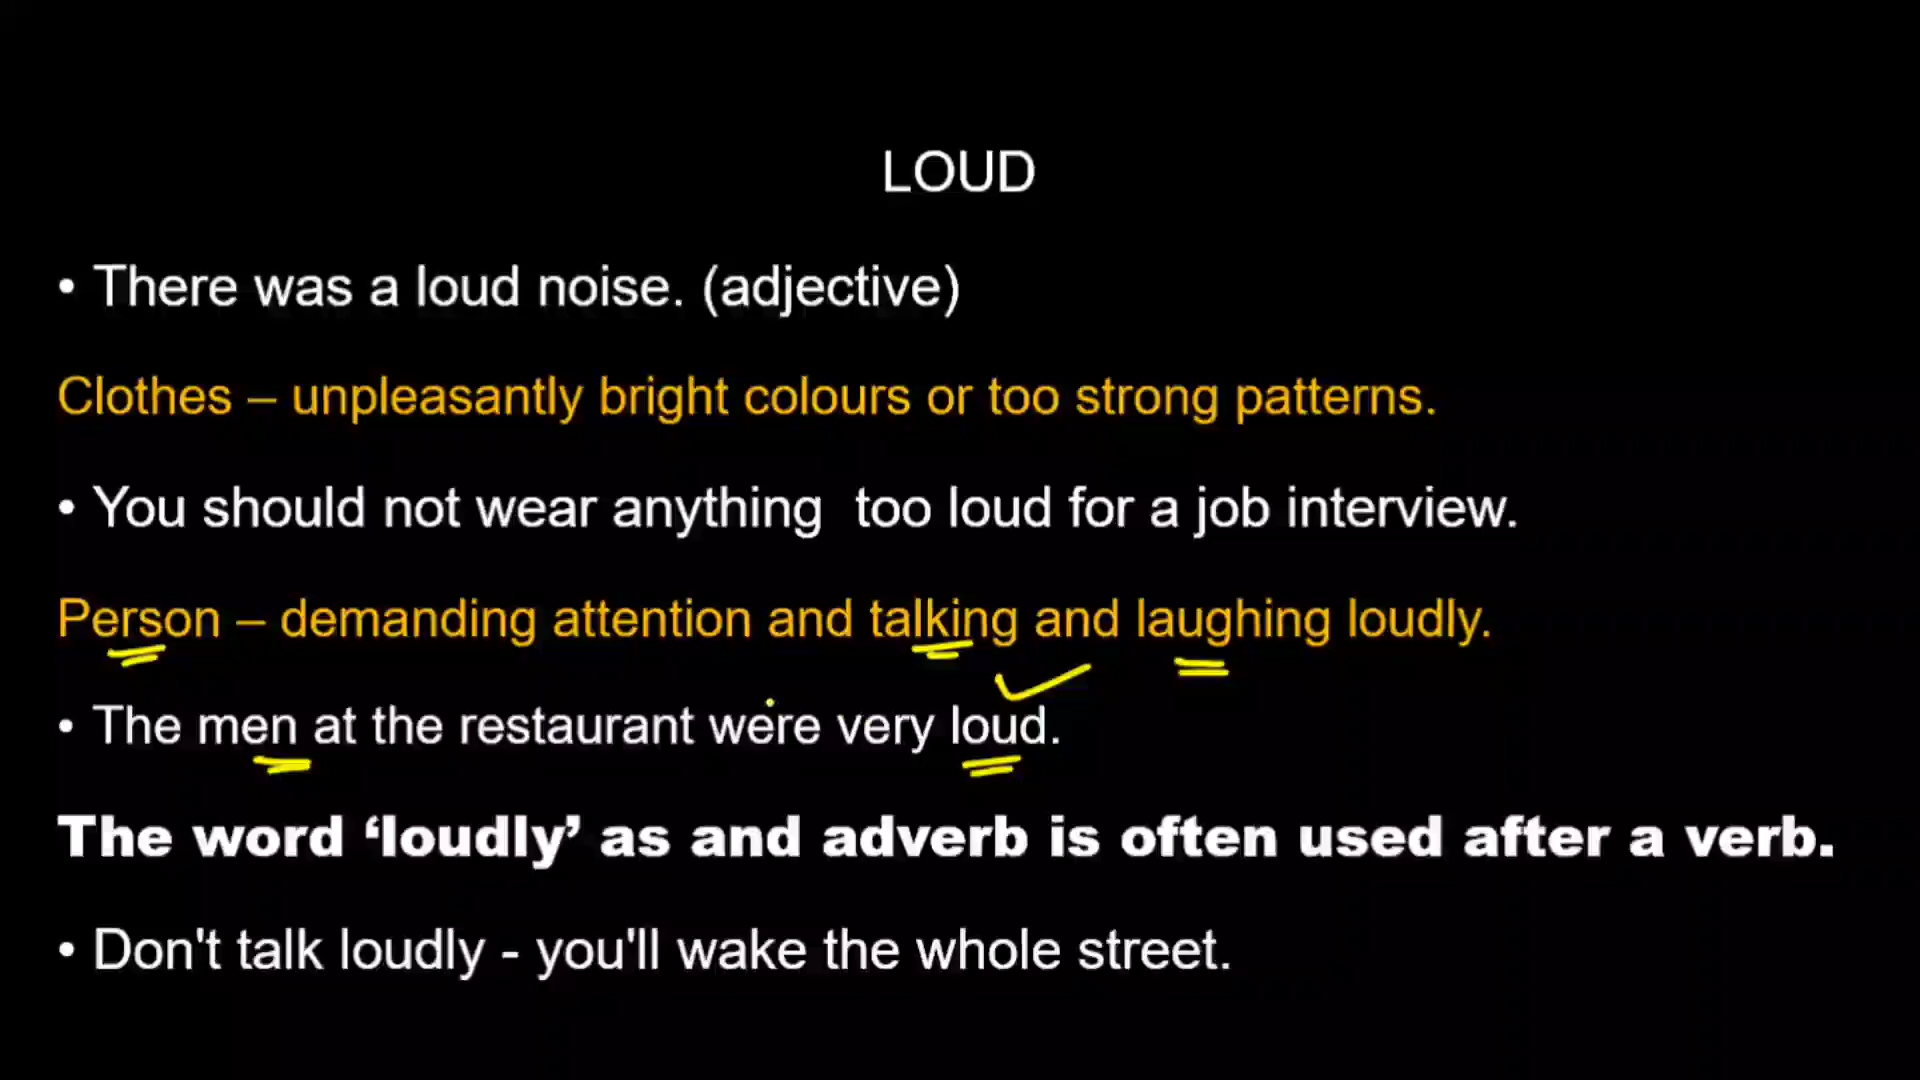 LOUD
• There was a loud noise. (adjective)
Clothes – unpleasantly bright colours or too strong patterns.
• You should not wear anything  too loud for a job interview.
Person – demanding attention and talking and laughing loudly.
• The men at the restaurant were very loud.
The word ‘loudly’ as and adverb is often used after a verb.
• Don't talk loudly - you'll wake the whole street.